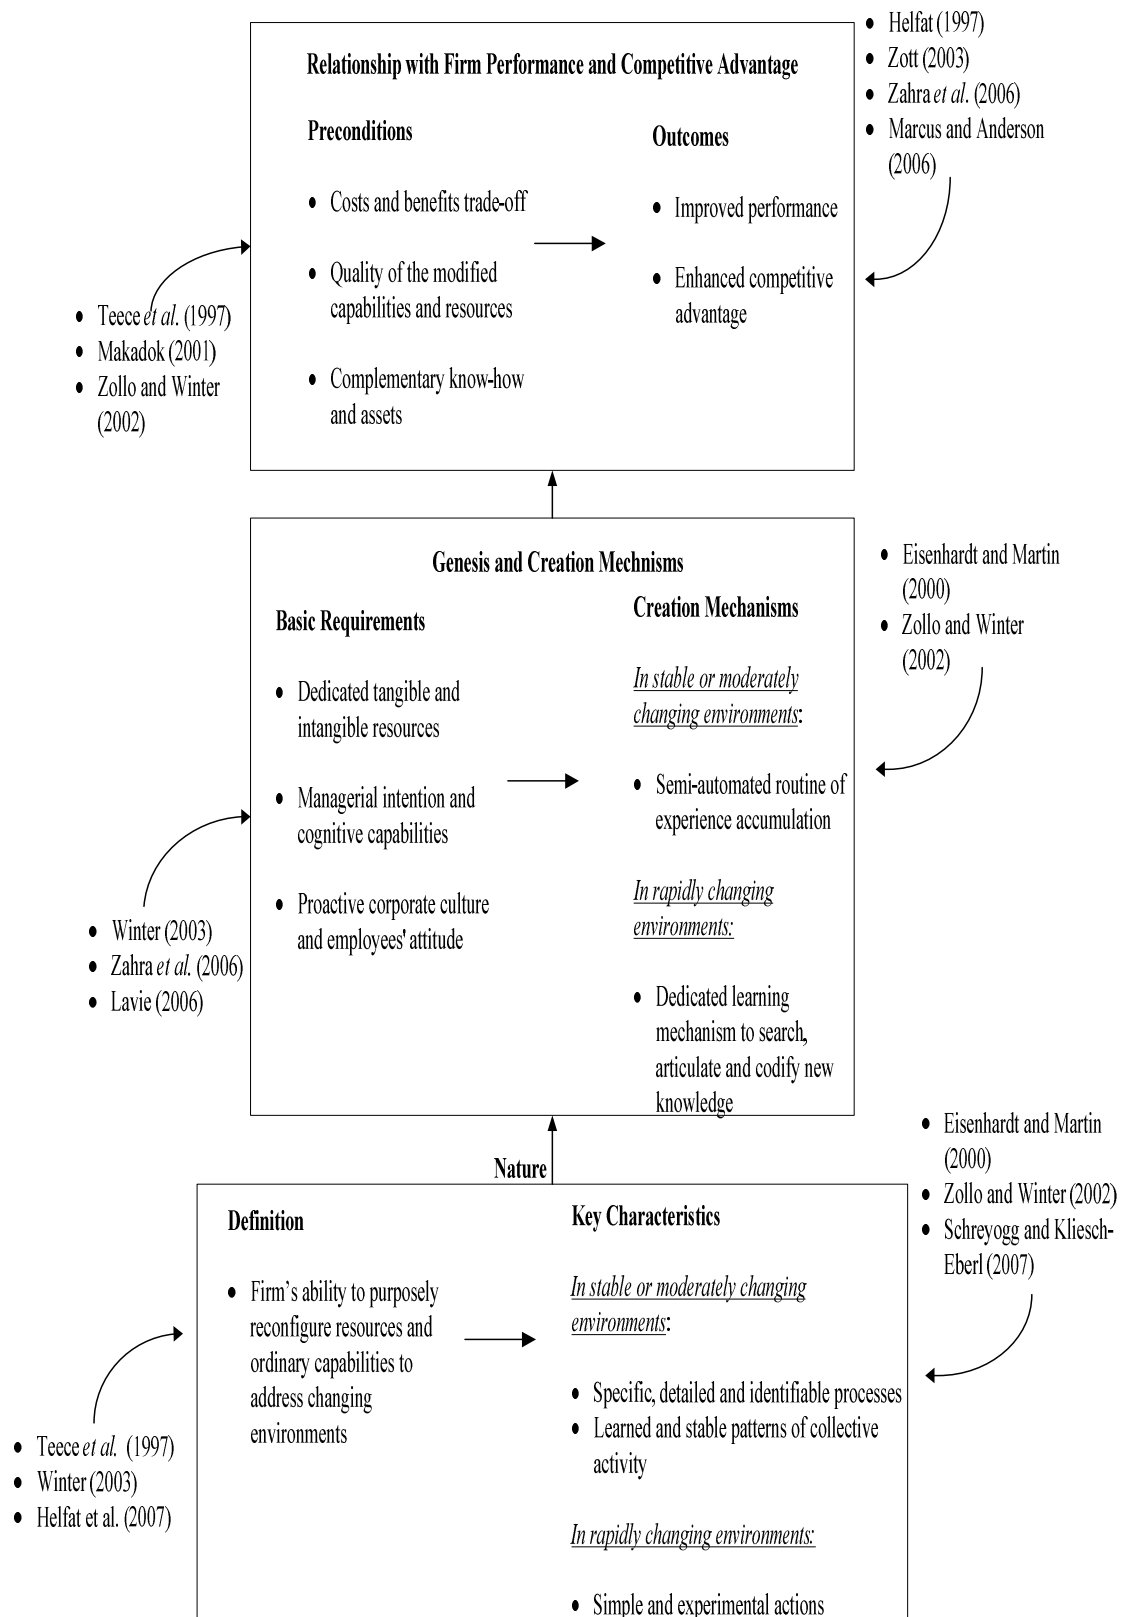 Relationship with Firm Performance and Competitive Advantage
Preconditions
• Costs and benefits trade-off
• Quality of the modified
capabilities and resources
• Complementary know-how
and assets
Outcomes
• Improved performance
• Enhanced competitive
advantage
• Helfat (1997)
• Zott (2003)
• Zahra et al. (2006)
• Marcus and Anderson
(2006)
• Teece et al. (1997)
• Makadok (2001)
• Zollo and Winter
(2002)
Genesis and Creation Mechnisms
Basic Requirements
• Dedicated tangible and
intangible resources
• Managerial intention and
cognitive capabilities
• Proactive corporate culture
and employees' attitude
Creation Mechanisms
In stable or moderately
changing environments:
• Semi-automated routine of
experience accumulation
In rapidly changing
environments:
• Dedicated learning
mechanism to search,
articulate and codify new
knowledge
• Eisenhardt and Martin
(2000)
• Zollo and Winter
(2002)
• Winter (2003)
• Zahra et al. (2006)
• Lavie (2006)
Nature
Definition
• Firm’s ability to purposely
reconfigure resources and
ordinary capabilities to
address changing
environments
Key Characteristics
In stable or moderately changing
environments:
• Specific, detailed and identifiable processes
• Learned and stable patterns of collective
activity
In rapidly changing environments:
• Simple and experimental actions
• Eisenhardt and Martin
(2000)
• Zollo and Winter (2002)
• Schreyogg and Kliesch-
Eberl (2007)
• Teece et al. (1997)
• Winter (2003)
• Helfat et al. (2007)